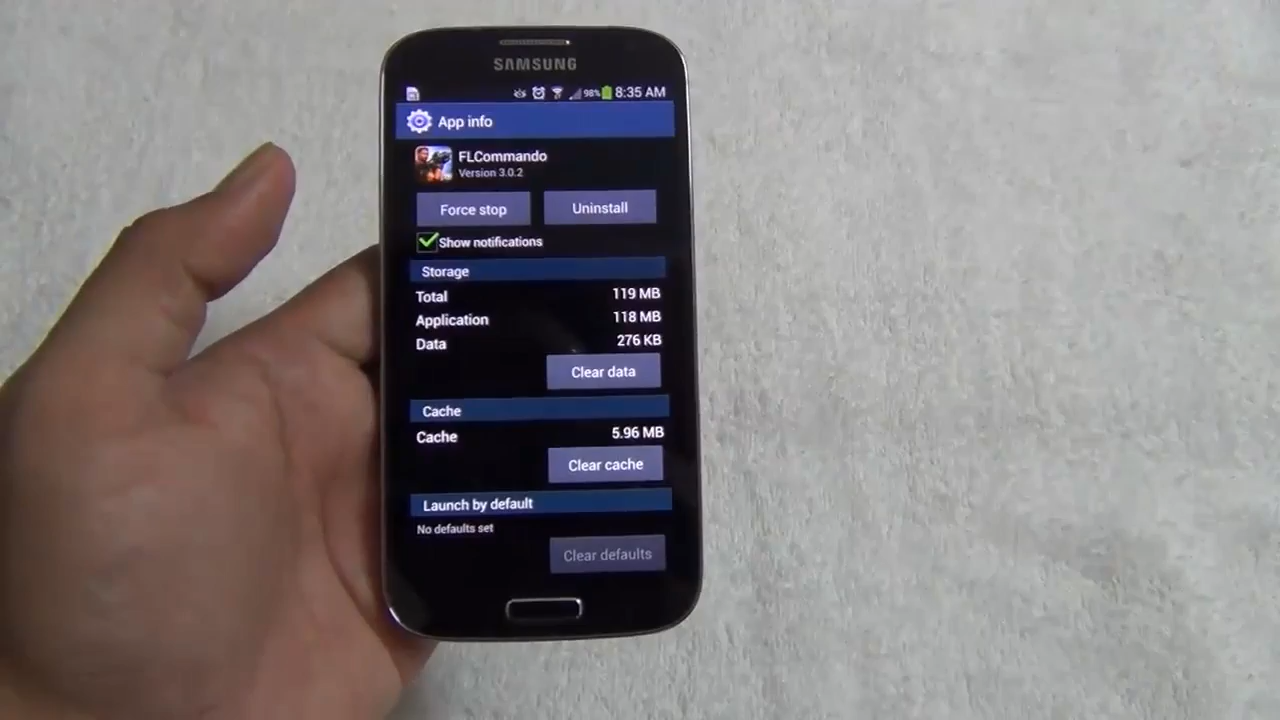 SAMSUNG
98% 8:35 AM
App info
FLCommando
Version 3.0.2
Force stop Uninstall
Show notifications
Storage
Total 119 MB
Application 118 MB
Data 276 KB
Clear data
Cache
Cache 5.96 MB
Clear cache
Launch by default
No defaults set
Clear defaults